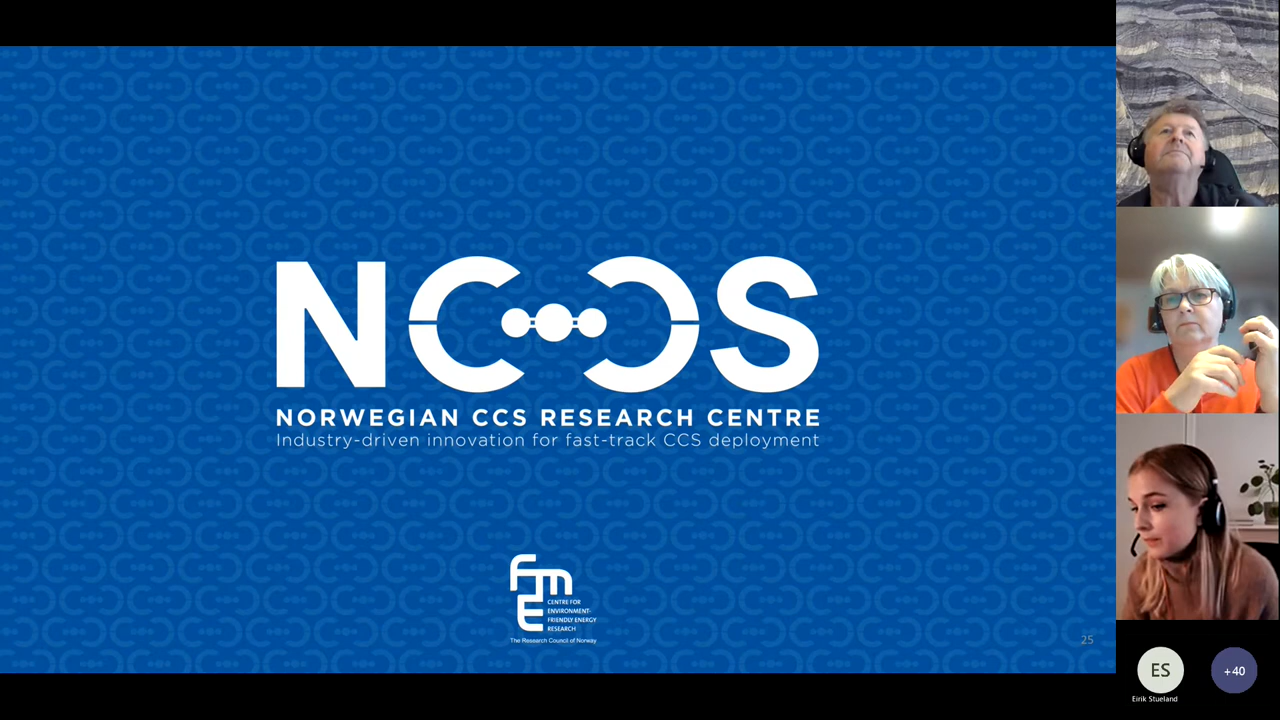 NCCS
NORWEGIAN CCS RESEARCH CENTRE
Industry-driven innovation for fast-track CCS deployment
fme
CENTRE FOR
ENVIRONMENT-
FRIENDLY ENERGY
RESEARCH
The Research Council of Norway
25
ES
+40
Eirik Stueland